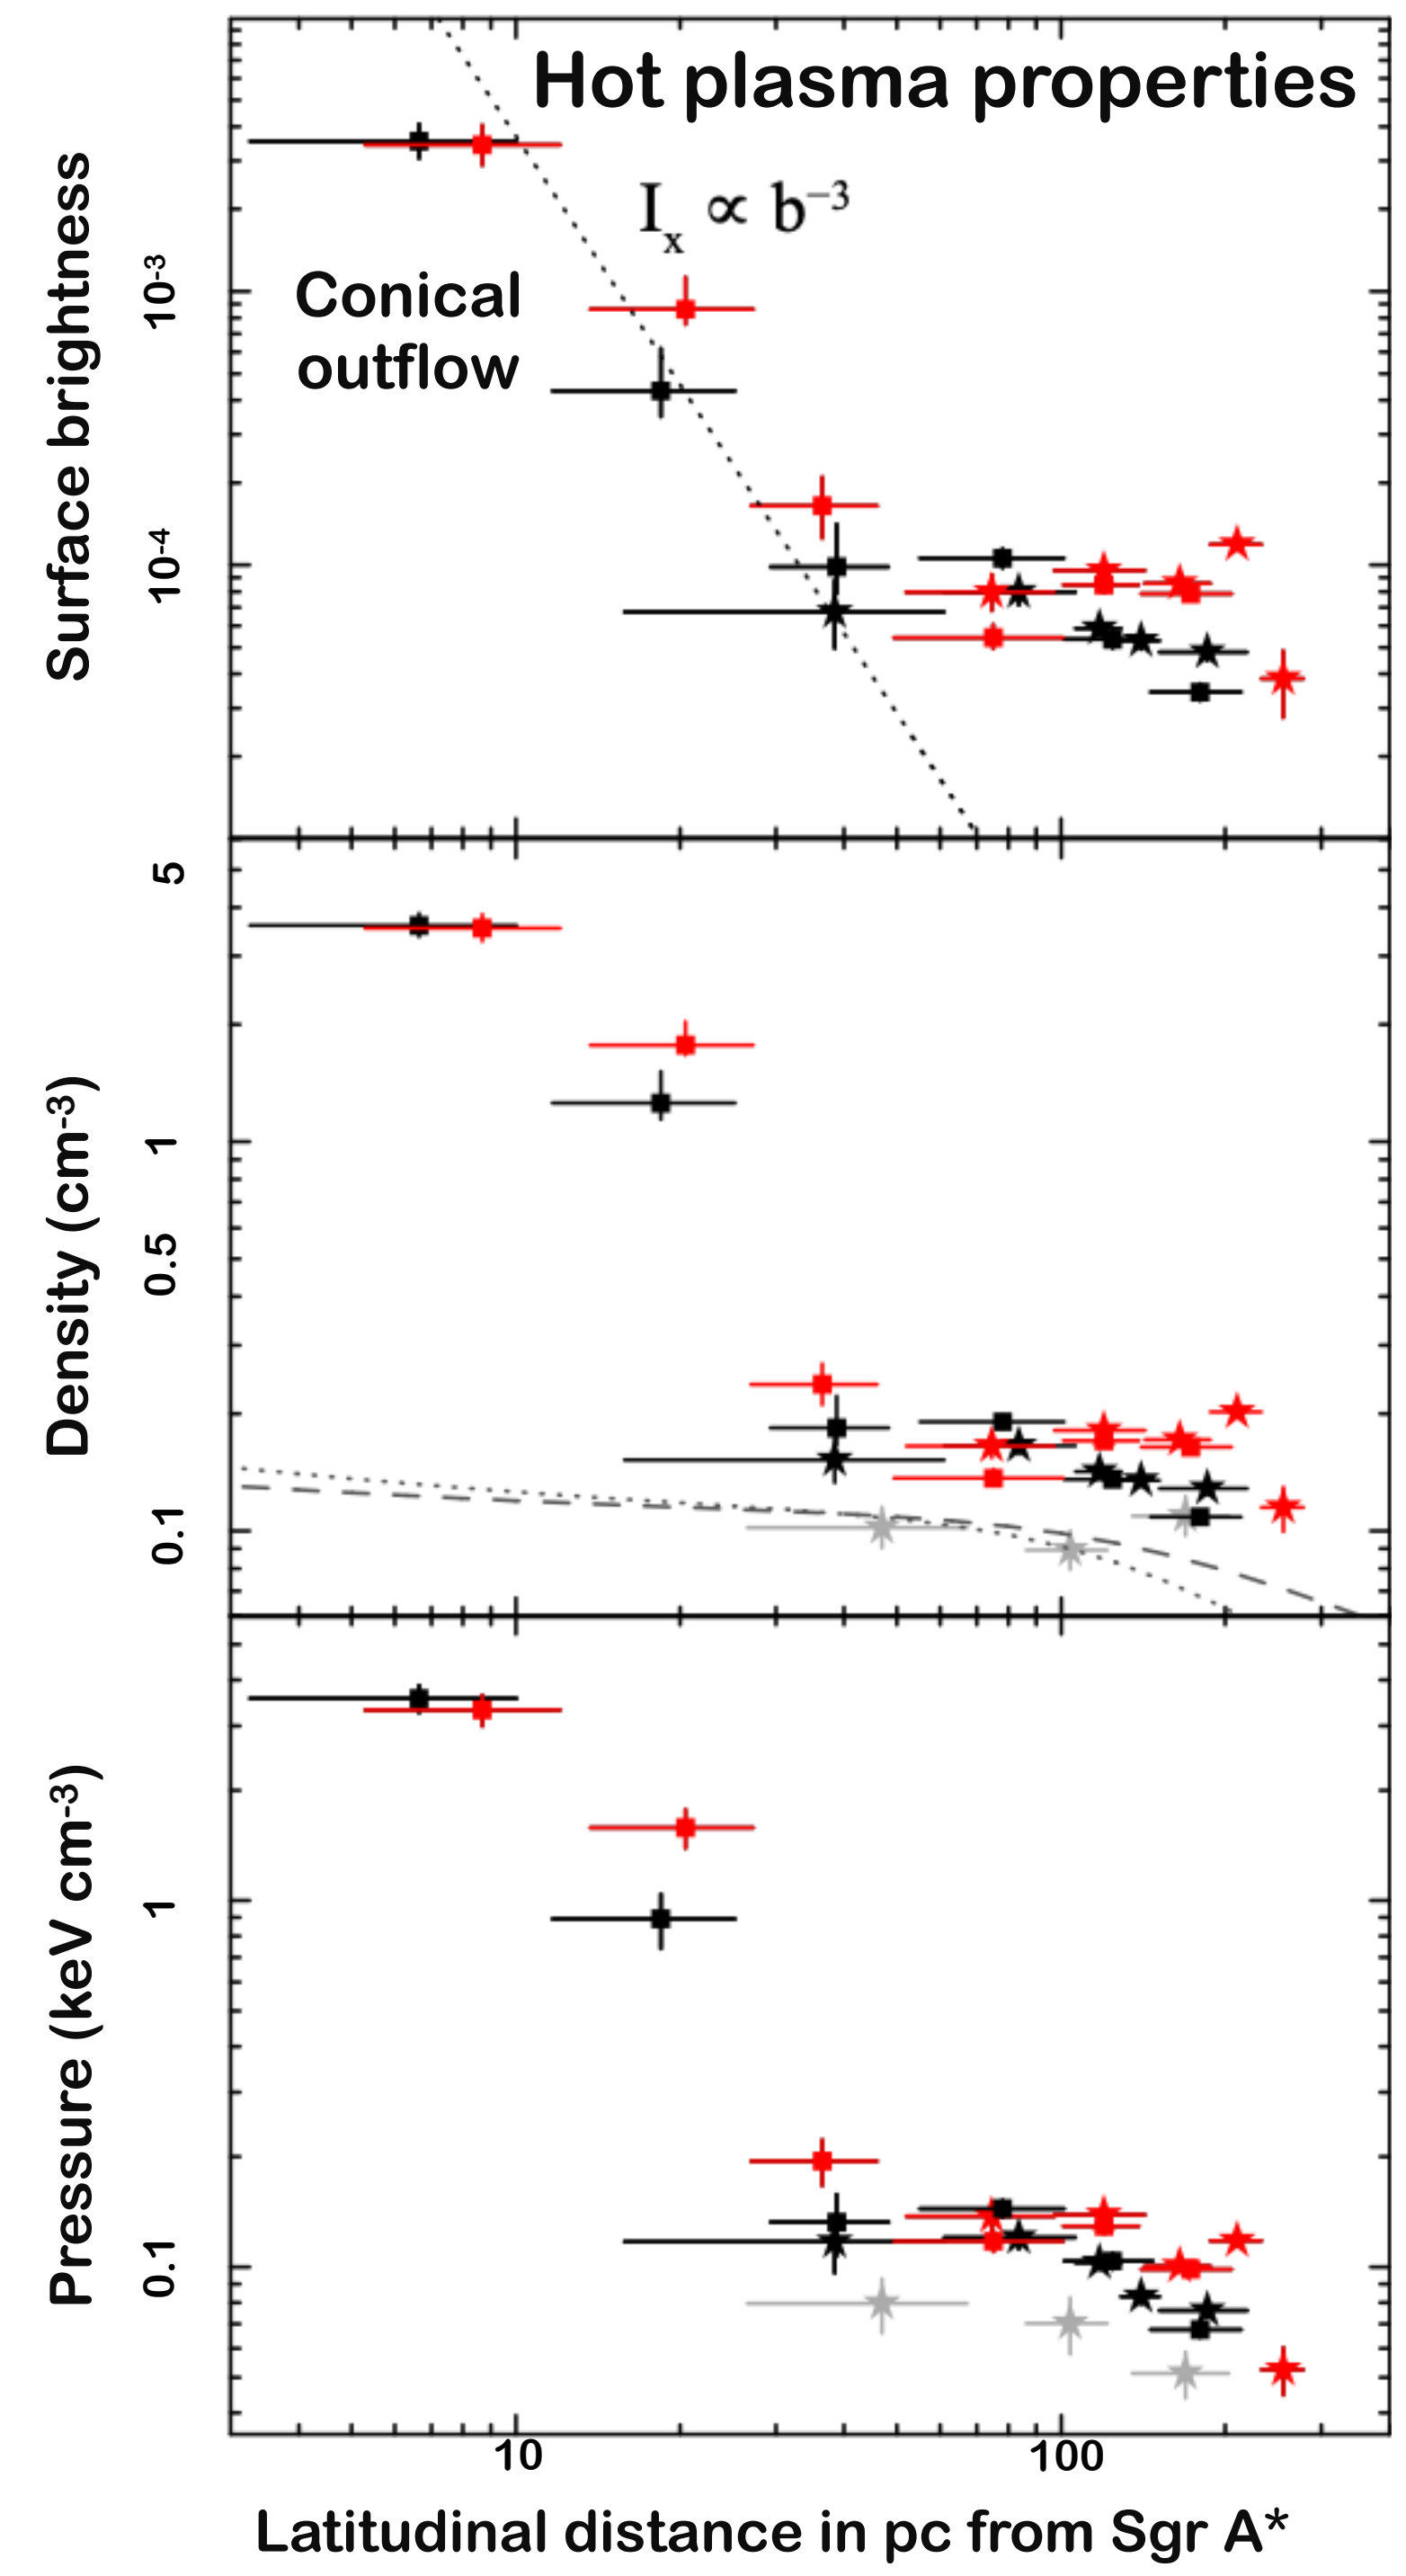 Hot plasma properties
I_x ∝ b⁻³
Conical
outflow
Surface brightness
10⁻³
10⁻⁴
Density (cm⁻³)
5
1
0.5
0.1
Pressure (keV cm⁻³)
1
0.1
10
100
Latitudinal distance in pc from Sgr A*